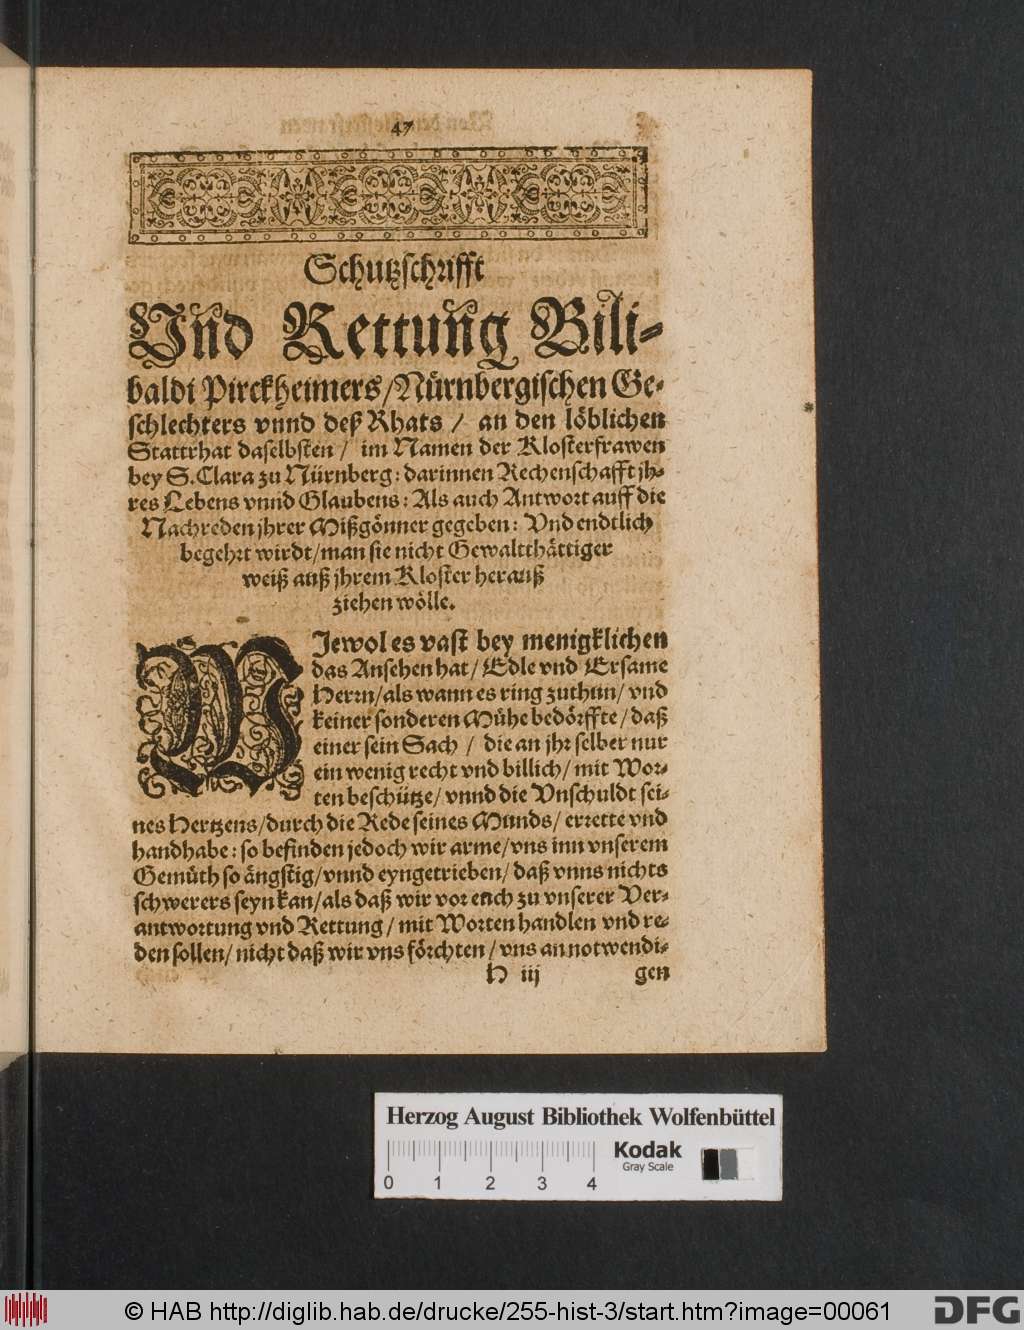 47
Schutzschrifft
Vnd Rettung Bili-
baldi Pirckheimers/Nürnbergischen Ge-
schlechters vnnd deß Rhats / an den löblichen
Stattrhat daselbsten / im Namen der Klosterfrawen
bey S. Clara zu Nürnberg: darinnen Rechenschafft jh-
res Lebens vnnd Glaubens: Als auch Antwort auff die
Nachreden jhrer Mißgönner gegeben: Vnd endtlich
begehrt wirdt/man sie nicht Gewaltthättiger
weiß auß jhrem Kloster herauß
ziehen wölle.
WJewol es vast bey menigklichen
das Ansehen hat/ Edle vnd Ersame
Herrn/als wann es ring zuthun/ vnd
keiner sonderen Mühe bedörffte/ daß
einer sein Sach / die an jhr selber nur
ein wenig recht vnd billich/ mit Wor-
ten beschütze/ vnnd die Vnschuldt sei-
nes Hertzens/durch die Rede seines Munds/ errette vnd
handhabe: so befinden jedoch wir arme/vns inn vnserem
Gemüth so ängstig/vnnd eyngetrieben/ daß vnns nichts
schwerers seyn kan/als daß wir vor euch zu vnserer Ver-
antwortung vnd Rettung/ mit Worten handlen vnd re-
den sollen/ nicht daß wir vns förchten/vns an notwendi-
H iij gen
Herzog August Bibliothek Wolfenbüttel
Kodak
Gray Scale
0 1 2 3 4
© HAB http://diglib.hab.de/drucke/255-hist-3/start.htm?image=00061
DFG